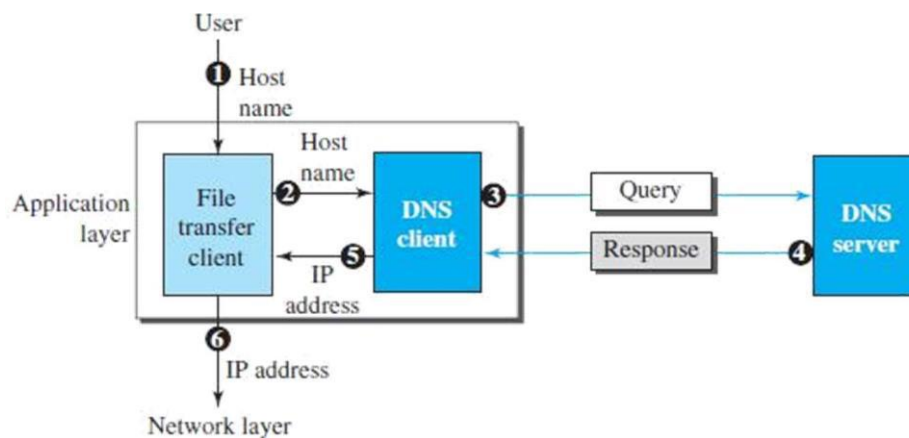 User
1
Host
name
Host
name
2
3
Query
Application
layer
File
transfer
client
DNS
client
DNS
server
Response
5
4
IP
address
6
IP address
Network layer